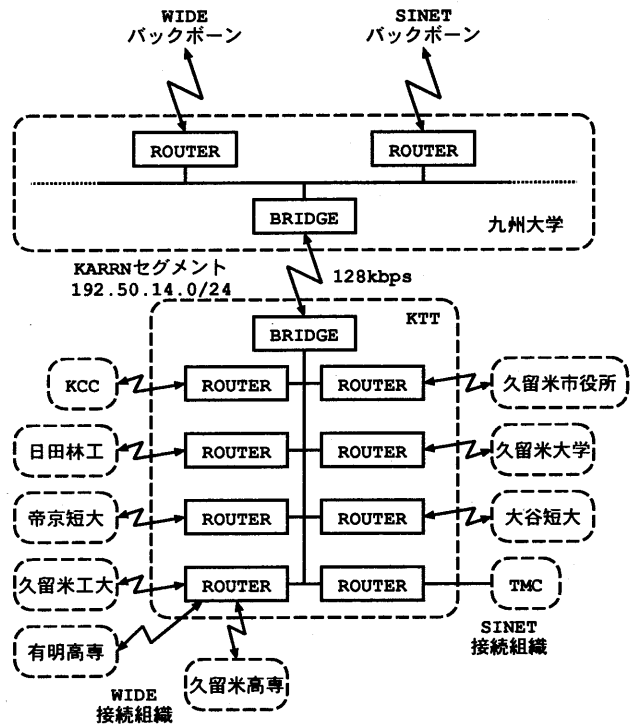 WIDE
バックボーン
SINET
バックボーン
ROUTER
ROUTER
BRIDGE
九州大学
KARRNセグメント
192.50.14.0/24
128kbps
BRIDGE
KTT
KCC
ROUTER
ROUTER
久留米市役所
日田林工
ROUTER
ROUTER
久留米大学
帝京短大
ROUTER
ROUTER
大谷短大
久留米工大
ROUTER
ROUTER
TMC
有明高専
久留米高専
WIDE
接続組織
SINET
接続組織